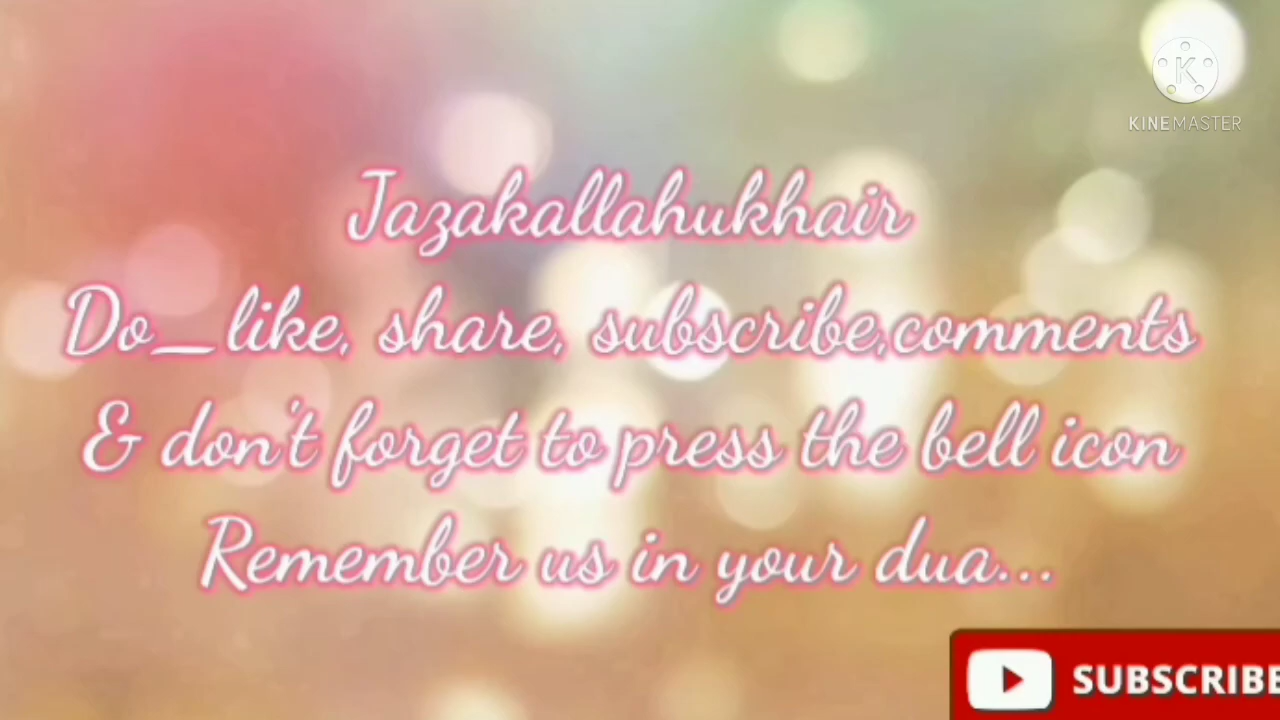 KINEMASTER
Jazakallahukhair
Do_like, share, subscribe,comments
& don't forget to press the bell icon
Remember us in your dua...
SUBSCRIBE